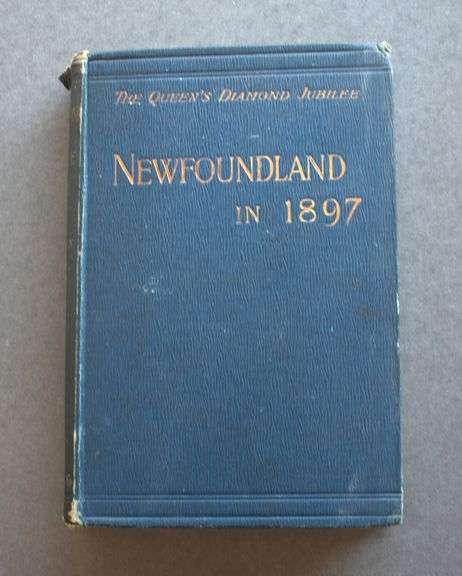 The Queen's Diamond Jubilee
Newfoundland
in 1897